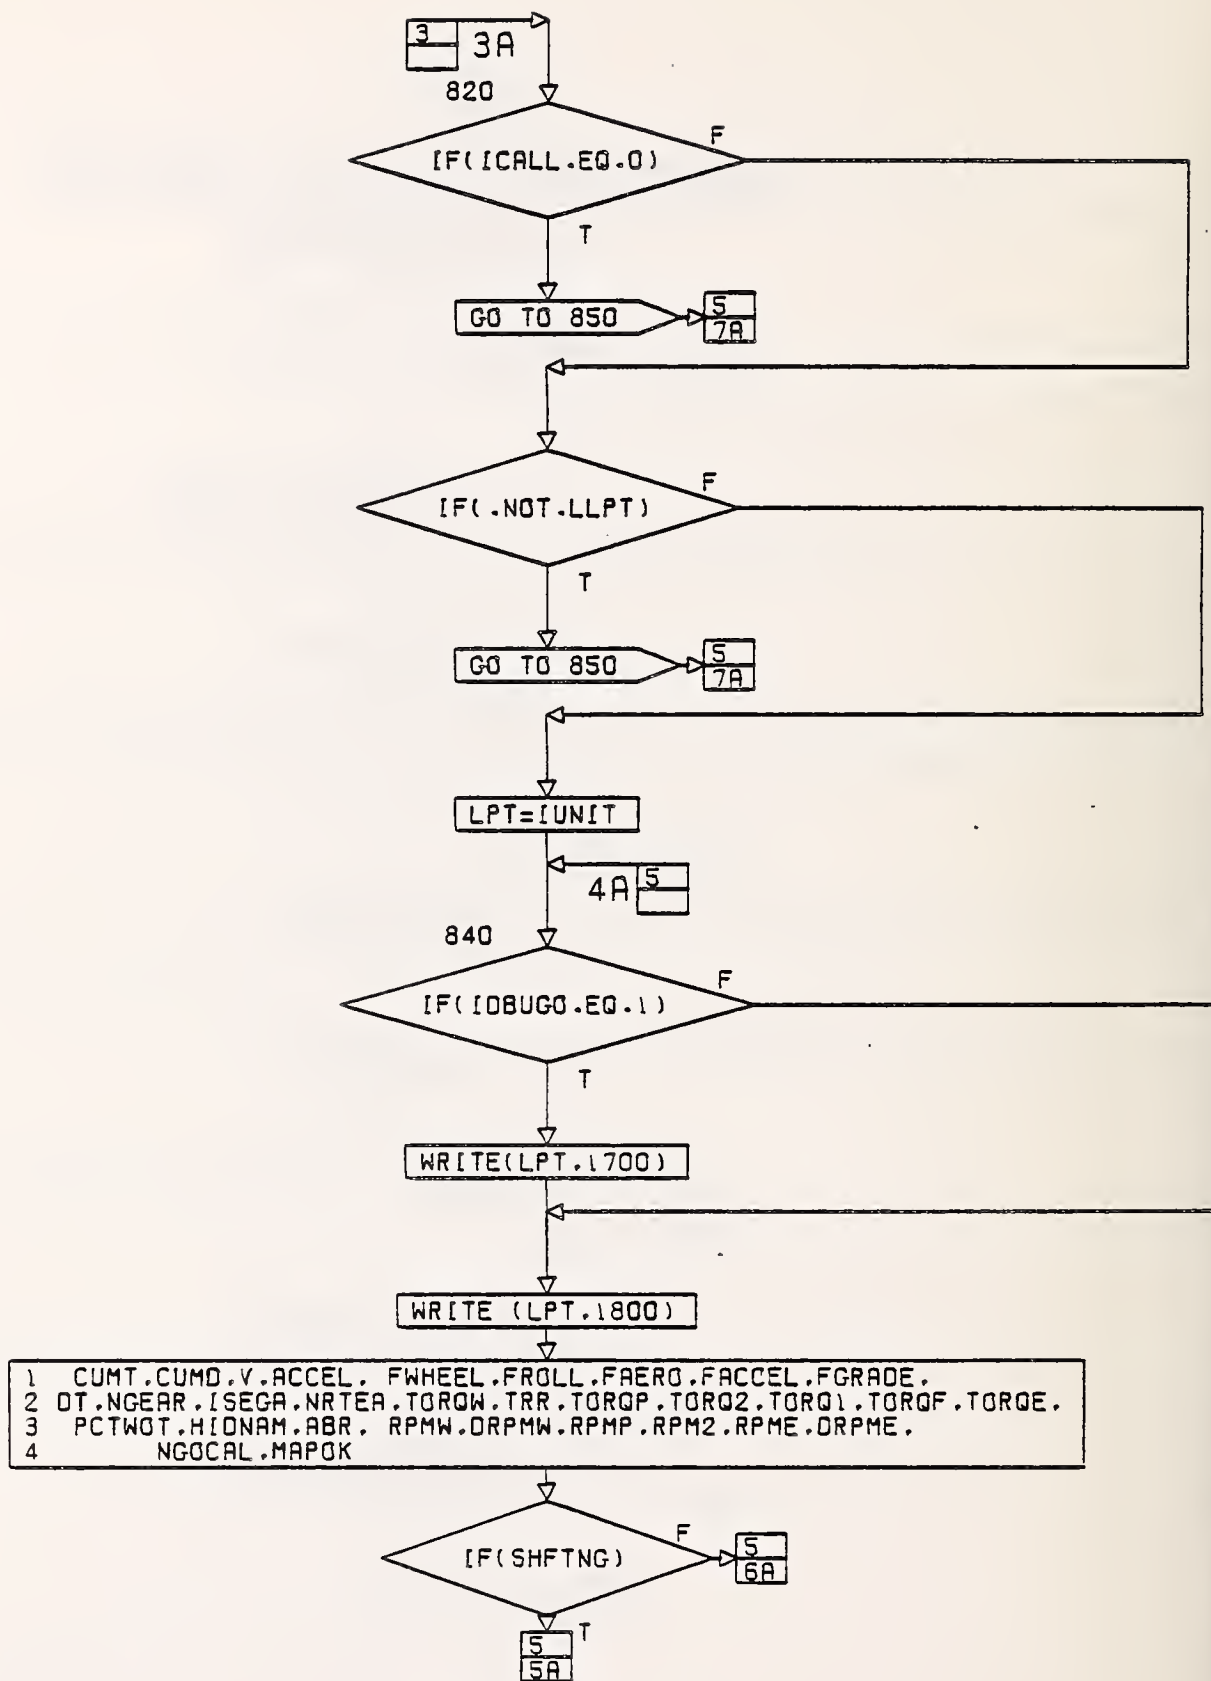 3
3A
820
IF(ICALL.EQ.0)
F
T
GO TO 850
5
7A
IF(.NOT.LLPT)
F
T
GO TO 850
5
7A
LPT=IUNIT
4A
5
840
IF(IDBUGO.EQ.1)
F
T
WRITE(LPT,1700)
WRITE (LPT,1800)
1 CUMT,CUMD,V,ACCEL, FWHEEL,FROLL,FAERO,FACCEL,FGRADE,
2 DT,NGEAR,ISEGA,NRTEA,TORQW,TRR,TORQP,TORQ2,TORQ1,TORQF,TORQE,
3 PCTWOT,HIDNAM,ABR, RPMW,DRPMW,RPMP,RPM2,RPME,DRPME,
4 NGOCAL,MAPOK
IF(SHFTNG)
F
5
6A
T
5
5A